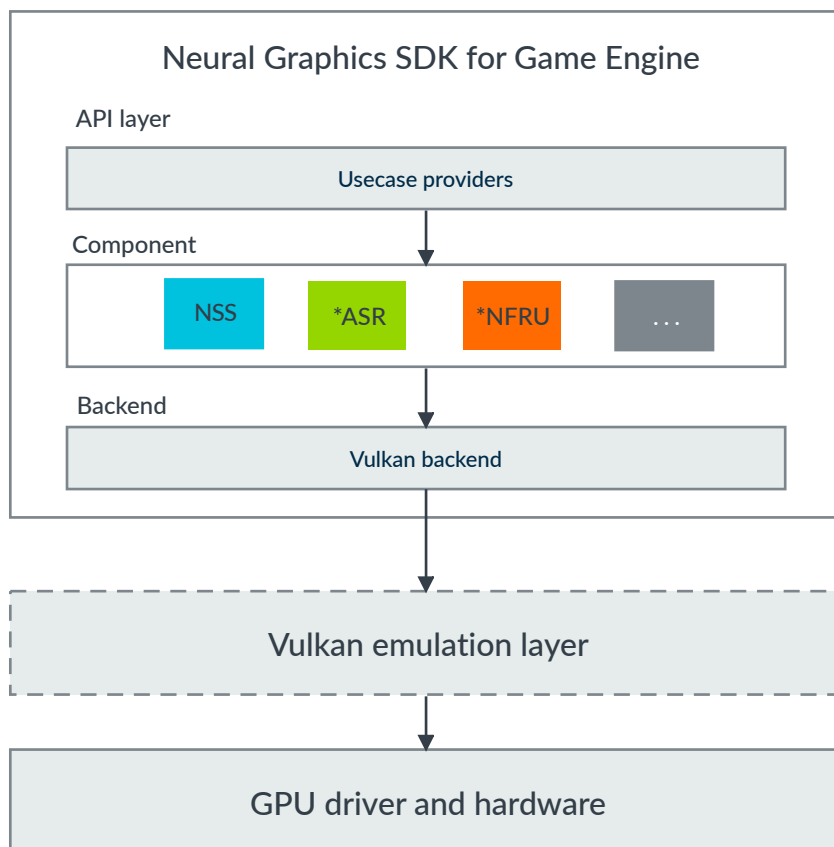 Neural Graphics SDK for Game Engine
API layer
Usecase providers
Component
NSS
*ASR
*NFRU
...
Backend
Vulkan backend
Vulkan emulation layer
GPU driver and hardware